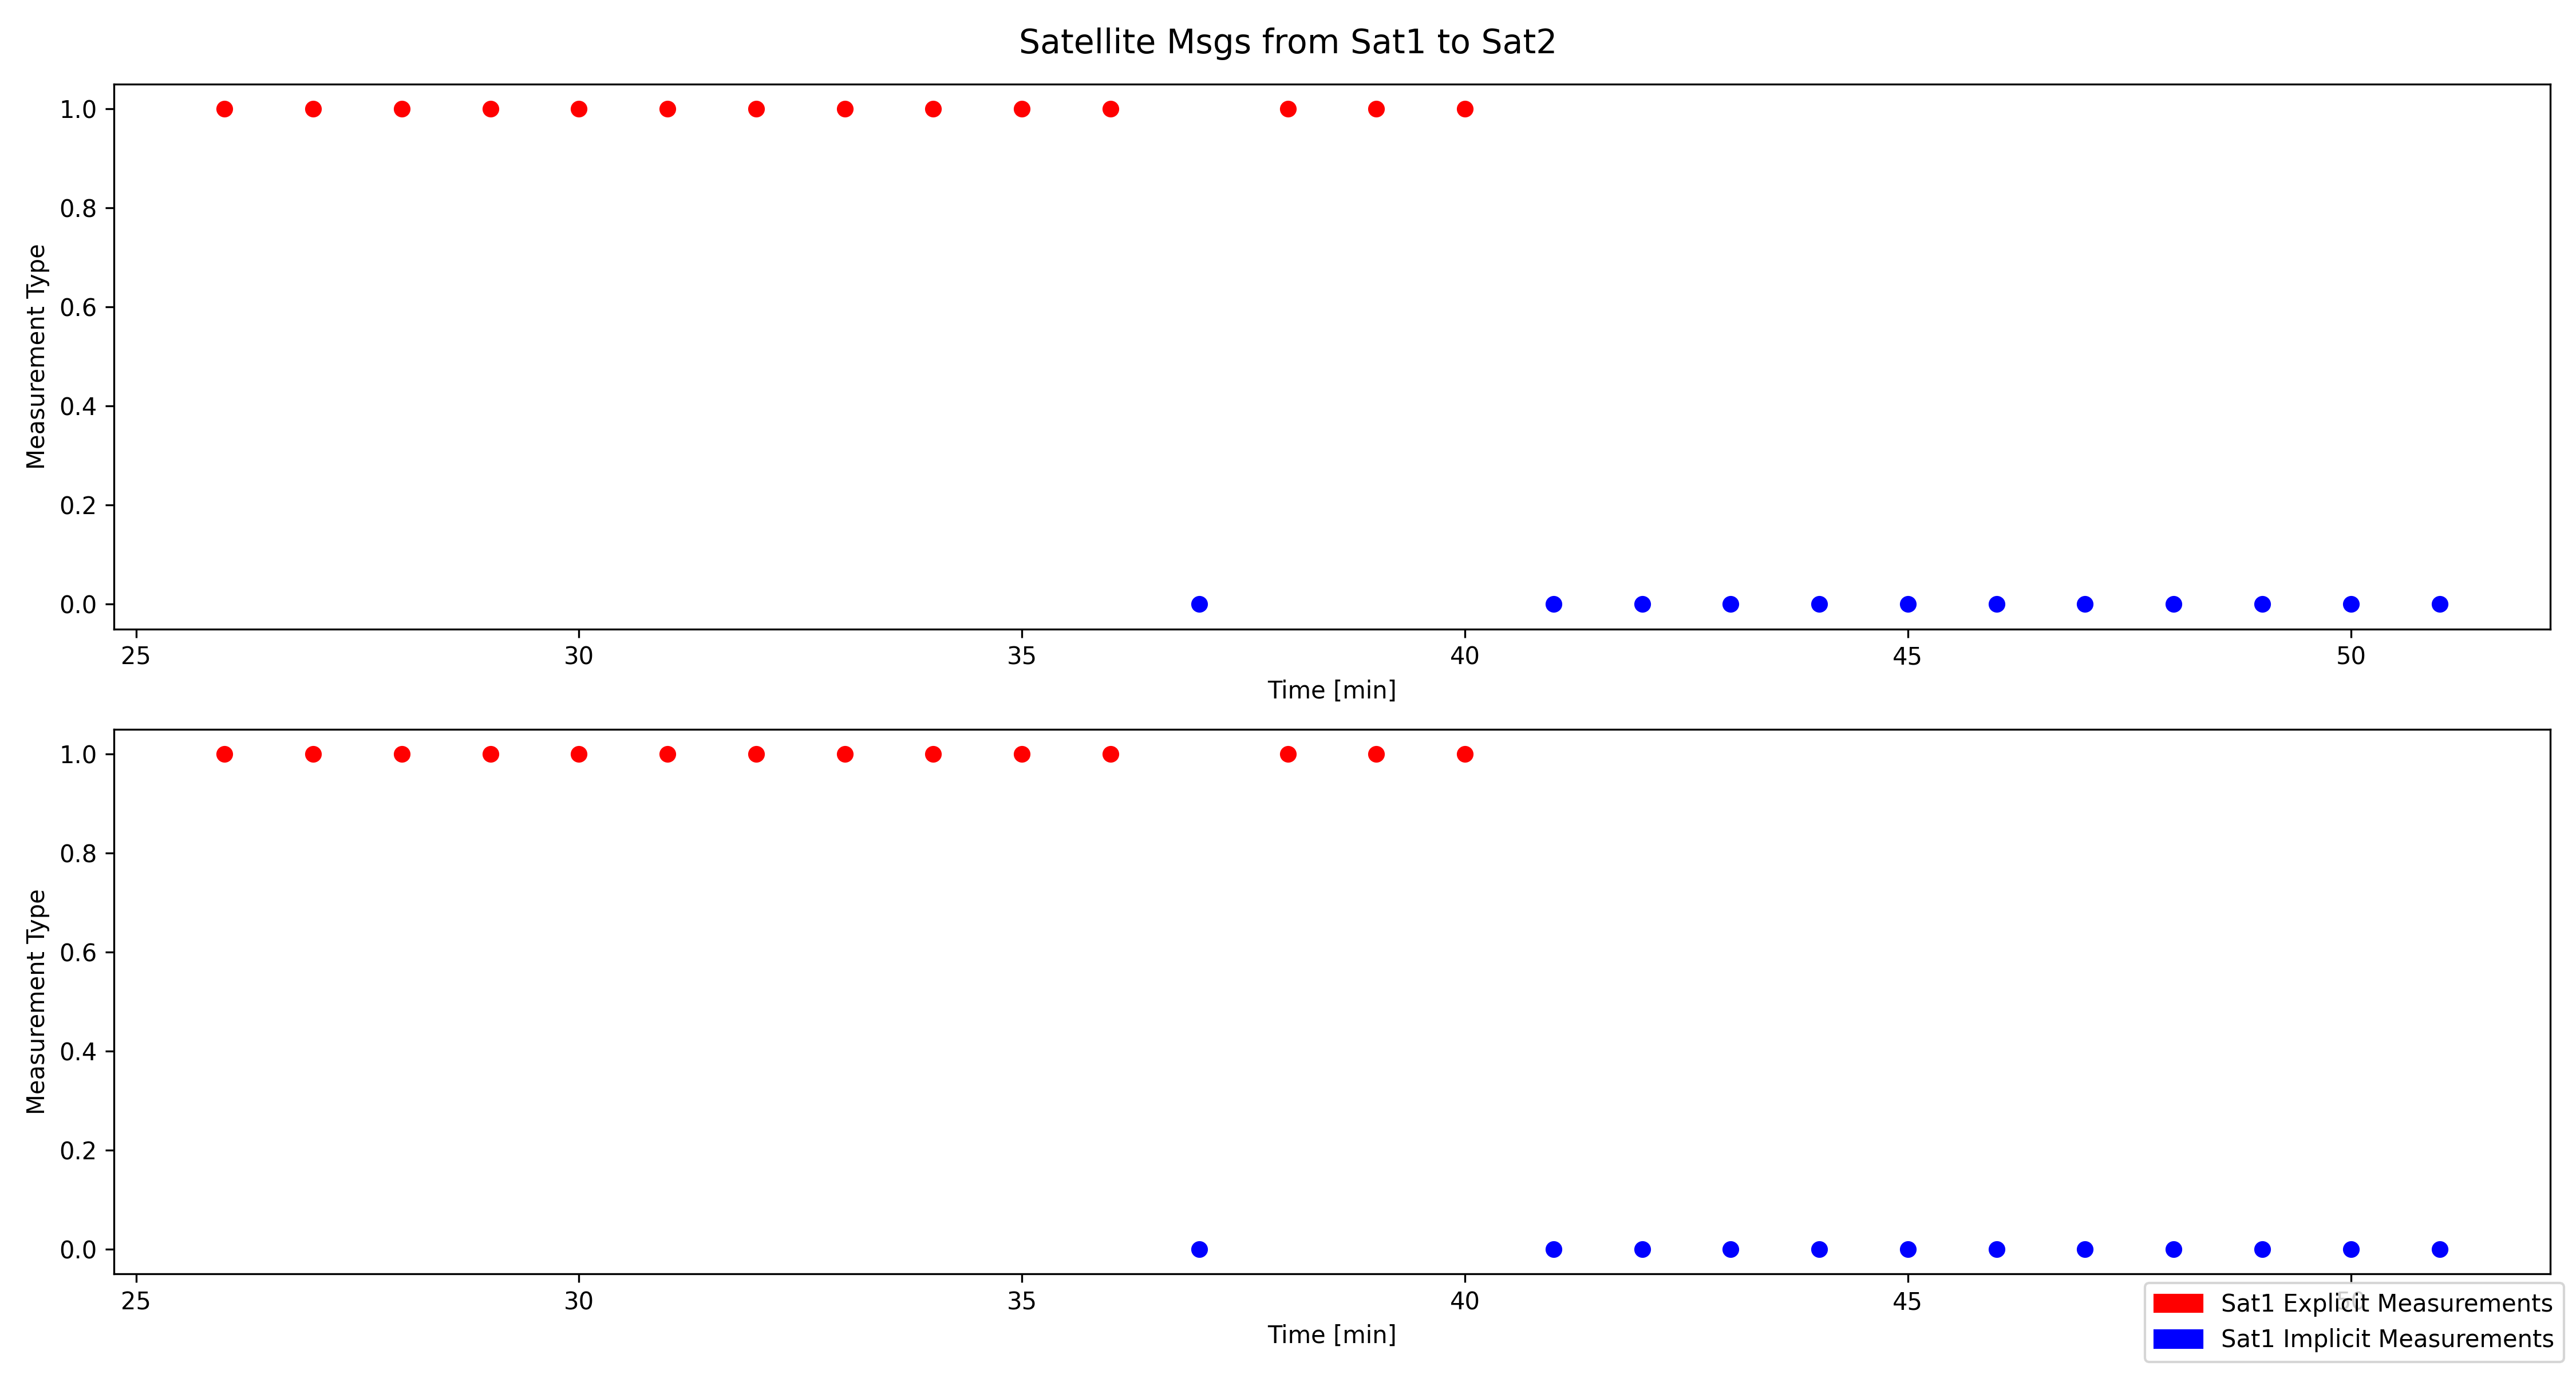 Satellite Msgs from Sat1 to Sat2
Measurement Type
1.0
0.8
0.6
0.4
0.2
0.0
25 30 35 40 45 50
Time [min]
Measurement Type
1.0
0.8
0.6
0.4
0.2
0.0
25 30 35 40 45 50
Time [min]
Sat1 Explicit Measurements
Sat1 Implicit Measurements